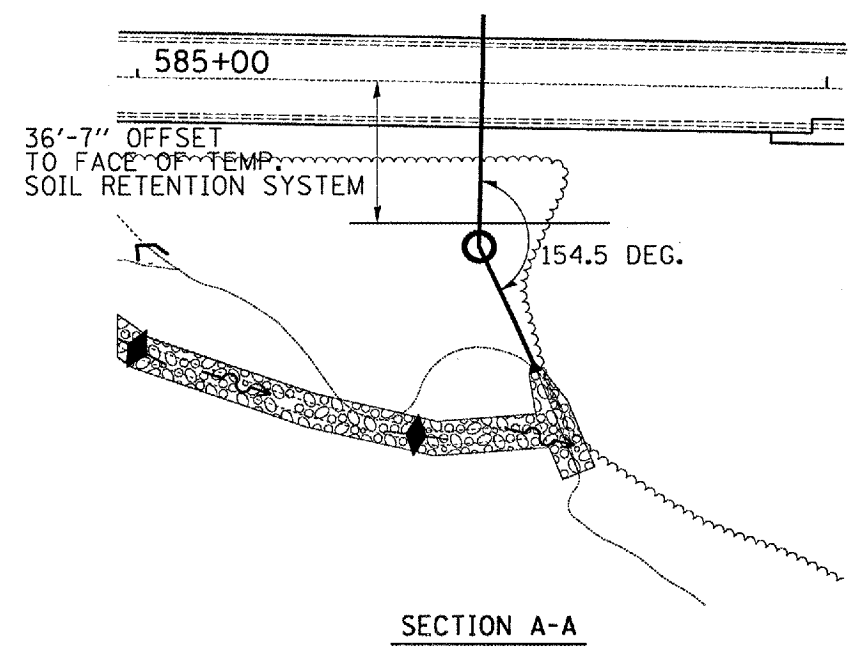 585+00
36'-7" OFFSET
TO FACE OF TEMP.
SOIL RETENTION SYSTEM
154.5 DEG.
SECTION A-A